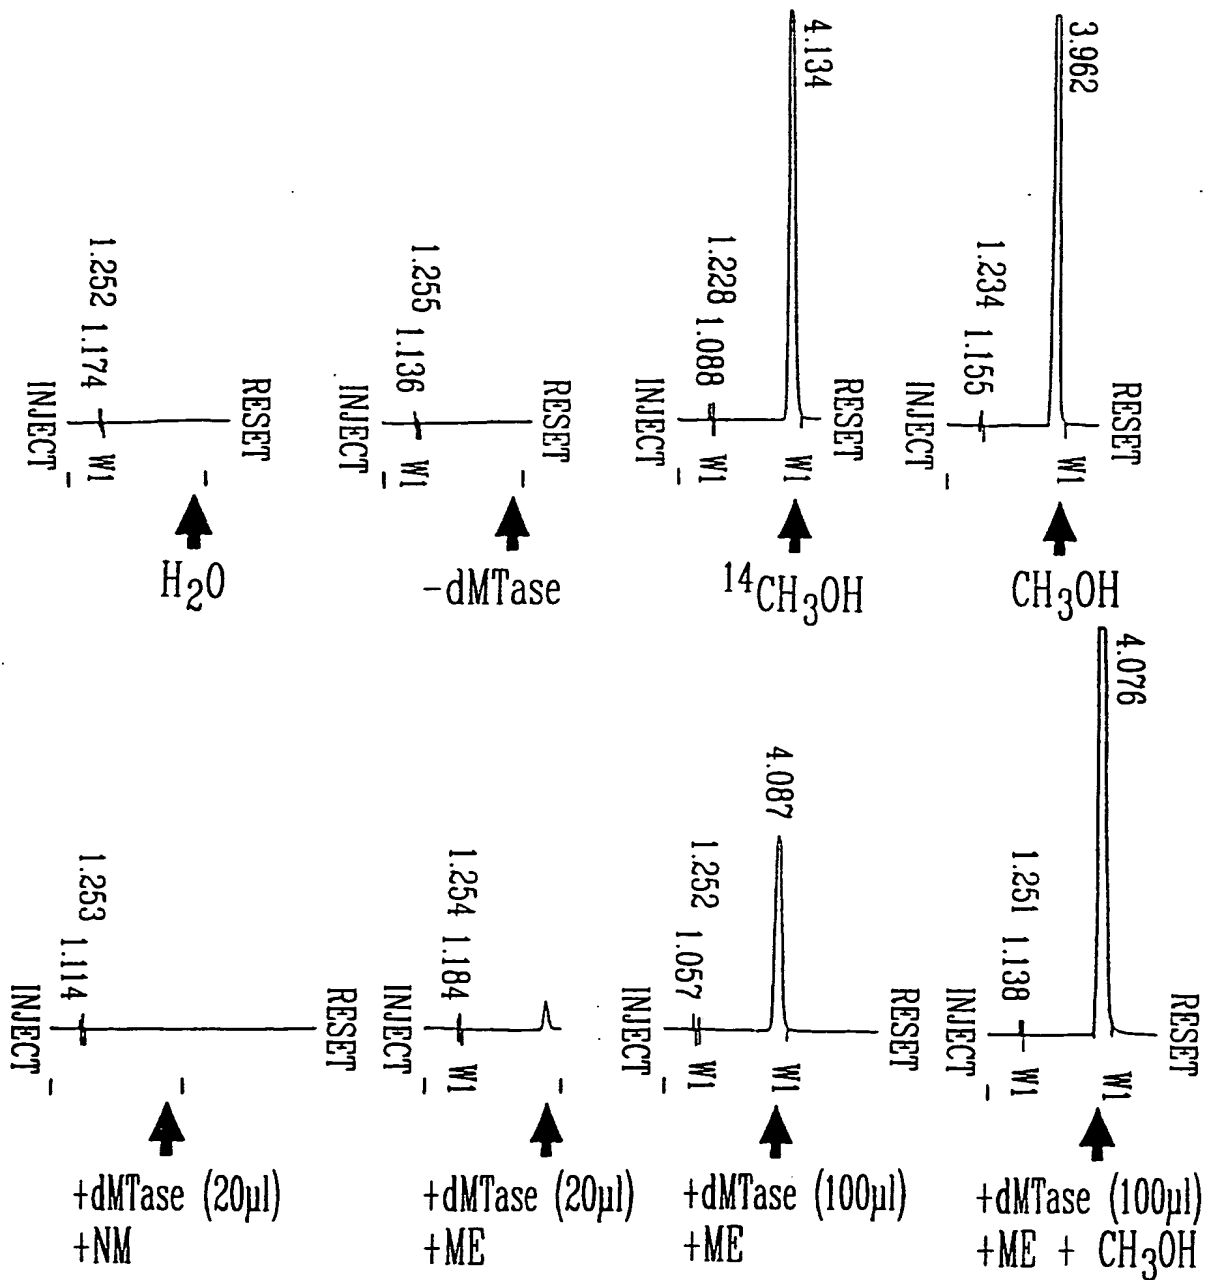 1.252
1.174
INJECT
W1
RESET
H2O
1.255
1.136
INJECT
W1
RESET
-dMTase
4.134
1.228
1.088
INJECT
W1
W1
RESET
14CH3OH
3.962
1.234
1.155
INJECT
W1
RESET
CH3OH
1.253
1.114
INJECT
RESET
+dMTase (20µl)
+NM
1.254
1.184
INJECT
W1
+dMTase (20µl)
+ME
4.087
1.252
1.057
INJECT
W1
W1
RESET
+dMTase (100µl)
+ME
4.076
1.251
1.138
INJECT
W1
W1
RESET
+dMTase (100µl)
+ME + CH3OH